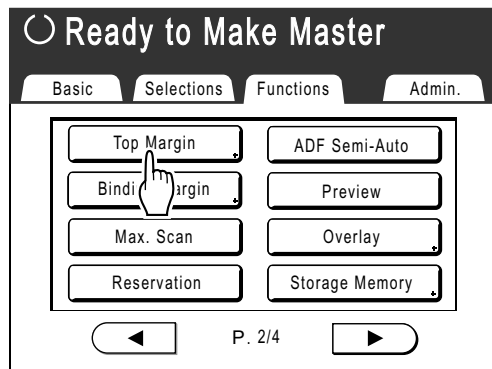 Ready to Make Master
Basic Selections Functions Admin.
Top Margin ADF Semi-Auto
Bindi argin Preview
Max. Scan Overlay
Reservation Storage Memory
P. 2/4